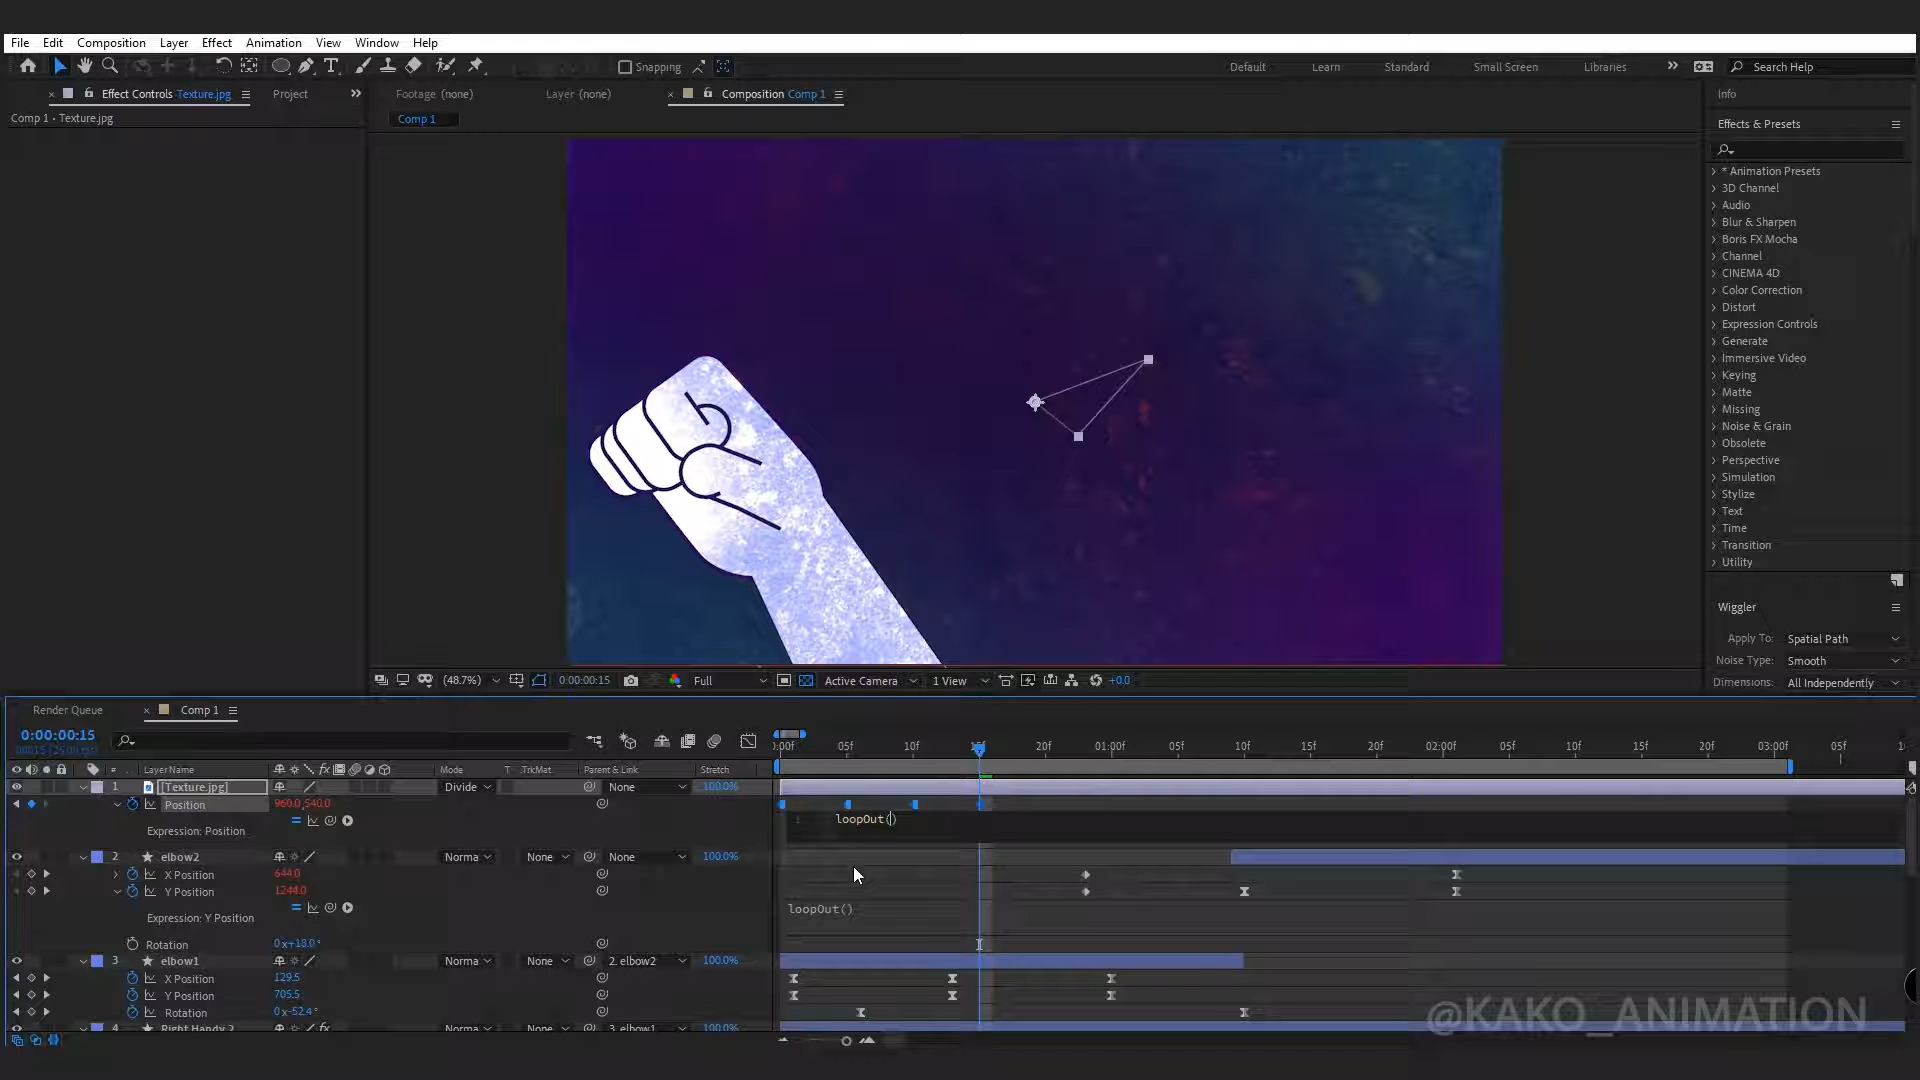 File Edit Composition Layer Effect Animation View Window Help
Snapping Default Learn Standard Small Screen Libraries Search Help
Effect Controls Texture.jpg Project Footage (none) Layer (none) Composition Comp 1 Info
Comp 1 • Texture.jpg
Comp 1
Effects & Presets
* Animation Presets
3D Channel
Audio
Blur & Sharpen
Boris FX Mocha
Channel
CINEMA 4D
Color Correction
Distort
Expression Controls
Generate
Immersive Video
Keying
Matte
Missing
Noise & Grain
Obsolete
Perspective
Simulation
Stylize
Text
Time
Transition
Utility
Wiggler
Apply To: Spatial Path
Noise Type: Smooth
Dimensions: All Independently
(48.7%) 0:00:00:15 Full Active Camera 1 View +0.0
Render Queue Comp 1
0:00:00:15
05f 10f 20f 01:00f 05f 10f 15f 20f 02:00f 05f 10f 15f 20f 03:00f 05f
# Layer Name Mode T .TrkMat Parent & Link Stretch
1 [Texture.jpg] Divide None 100.0%
Position 960.0,540.0
loopOut()
Expression: Position
2 elbow2 Norma None None 100.0%
X Position 644.0
Y Position 1244.0
loopOut()
Expression: Y Position
Rotation 0x+18.0°
3 elbow1 Norma None 2. elbow2 100.0%
X Position 129.5
Y Position 705.5
Rotation 0x-52.4°
4 Right Handy 2 Norma None 3. elbow1 100.0%
@KAKO_ANIMATION